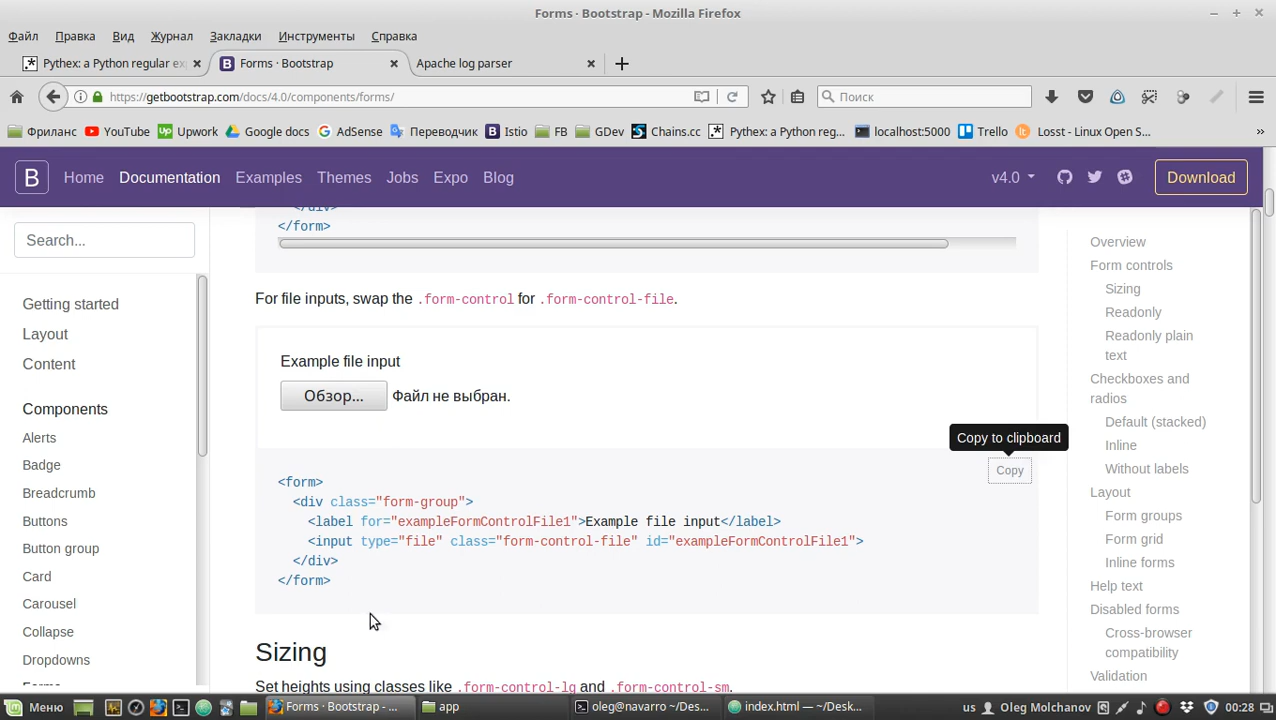 Forms · Bootstrap - Mozilla Firefox
Файл Правка Вид Журнал Закладки Инструменты Справка
Pythex: a Python regular ex
Forms · Bootstrap
Apache log parser
https://getbootstrap.com/docs/4.0/components/forms/
Поиск
Фриланс YouTube Upwork Google docs AdSense Переводчик Istio FB GDev Chains.cc Pythex: a Python reg... localhost:5000 Trello Losst - Linux Open S...
B Home Documentation Examples Themes Jobs Expo Blog v4.0 Download
Search...
Getting started
Layout
Content
Components
Alerts
Badge
Breadcrumb
Buttons
Button group
Card
Carousel
Collapse
Dropdowns
Forms
</div>
</form>
For file inputs, swap the .form-control for .form-control-file.
Example file input
Обзор... Файл не выбран.
Copy to clipboard
Copy
<form>
<div class="form-group">
<label for="exampleFormControlFile1">Example file input</label>
<input type="file" class="form-control-file" id="exampleFormControlFile1">
</div>
</form>
Sizing
Set heights using classes like .form-control-lg and .form-control-sm.
Overview
Form controls
Sizing
Readonly
Readonly plain
text
Checkboxes and
radios
Default (stacked)
Inline
Without labels
Layout
Form groups
Form grid
Inline forms
Help text
Disabled forms
Cross-browser
compatibility
Validation
Меню Forms · Bootstrap - ... app oleg@navarro ~/Des... index.html — ~/Desk... us Oleg Molchanov 00:28